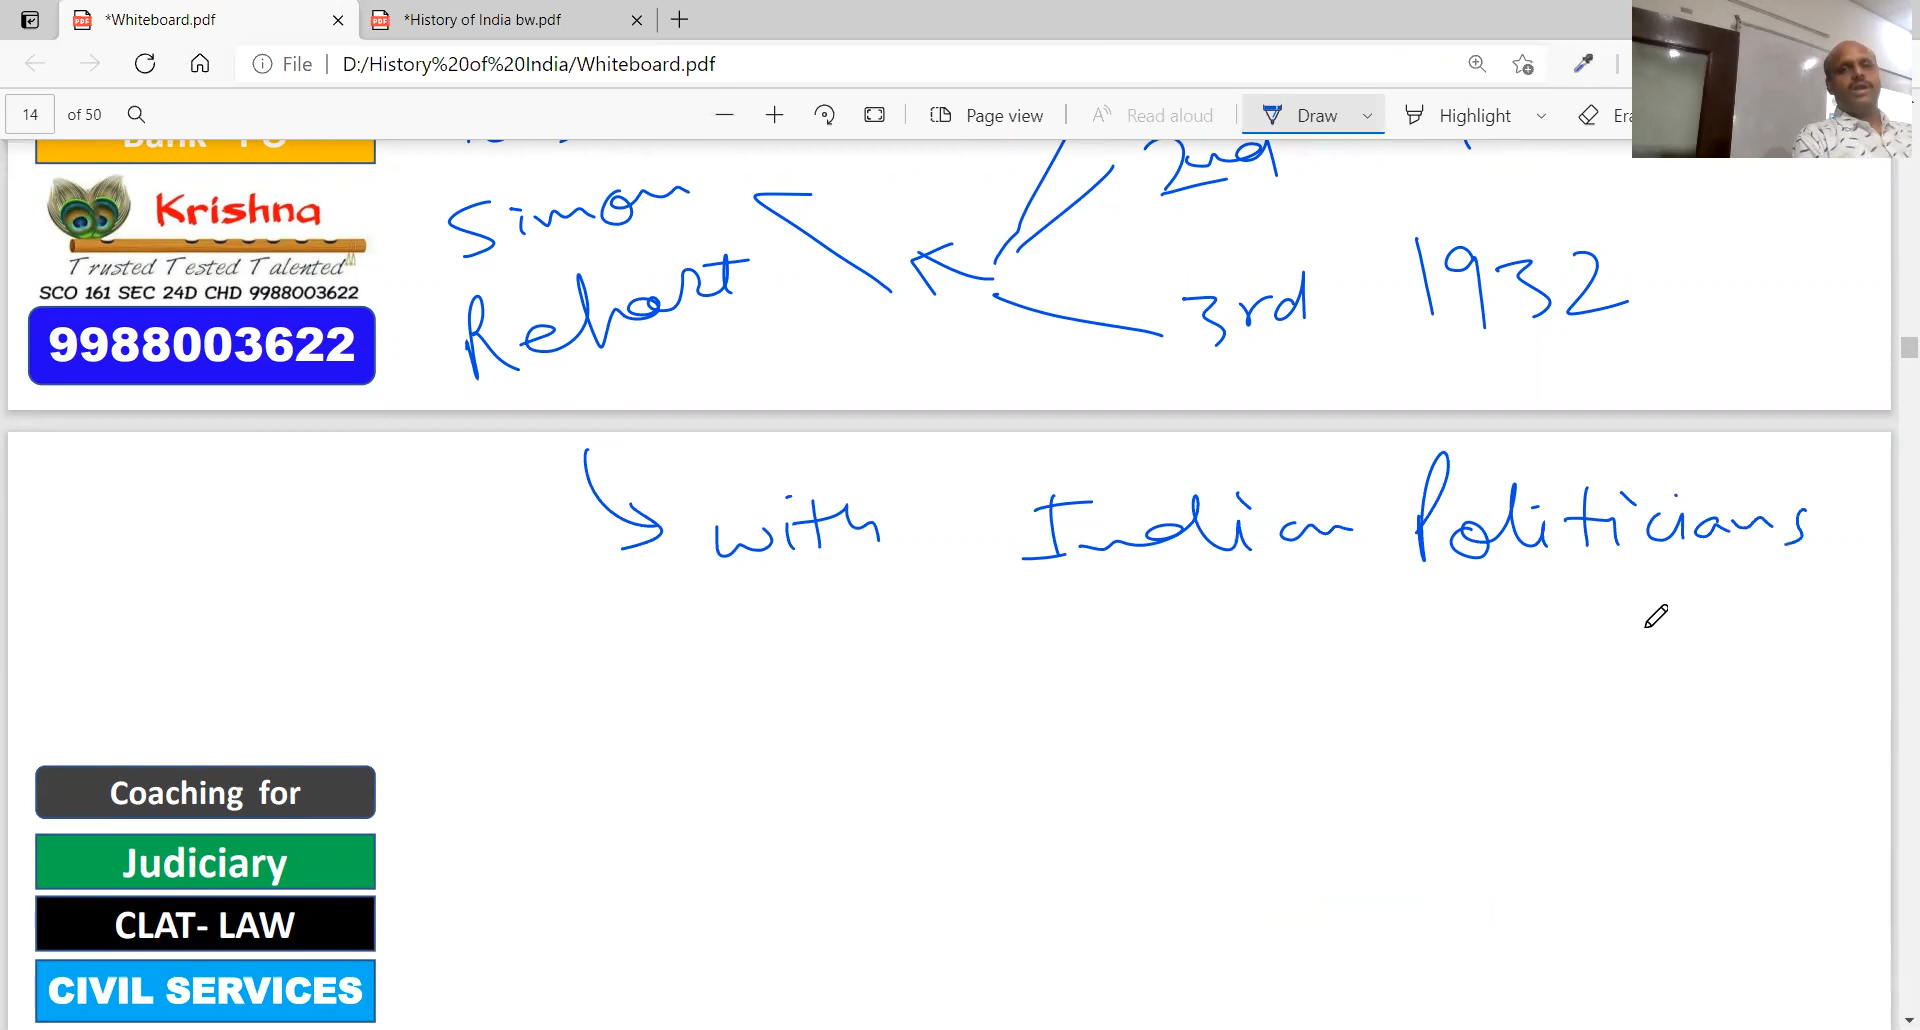 *Whiteboard.pdf
*History of India bw.pdf
File D:/History%20of%20India/Whiteboard.pdf
14 of 50
Page view
Read aloud
Draw
Highlight
2nd
Simon
Krishna
Trusted Tested Talented
SCO 161 SEC 24D CHD 9988003622
9988003622
3rd 1932
with Indian Politicians
Coaching for
Judiciary
CLAT- LAW
CIVIL SERVICES